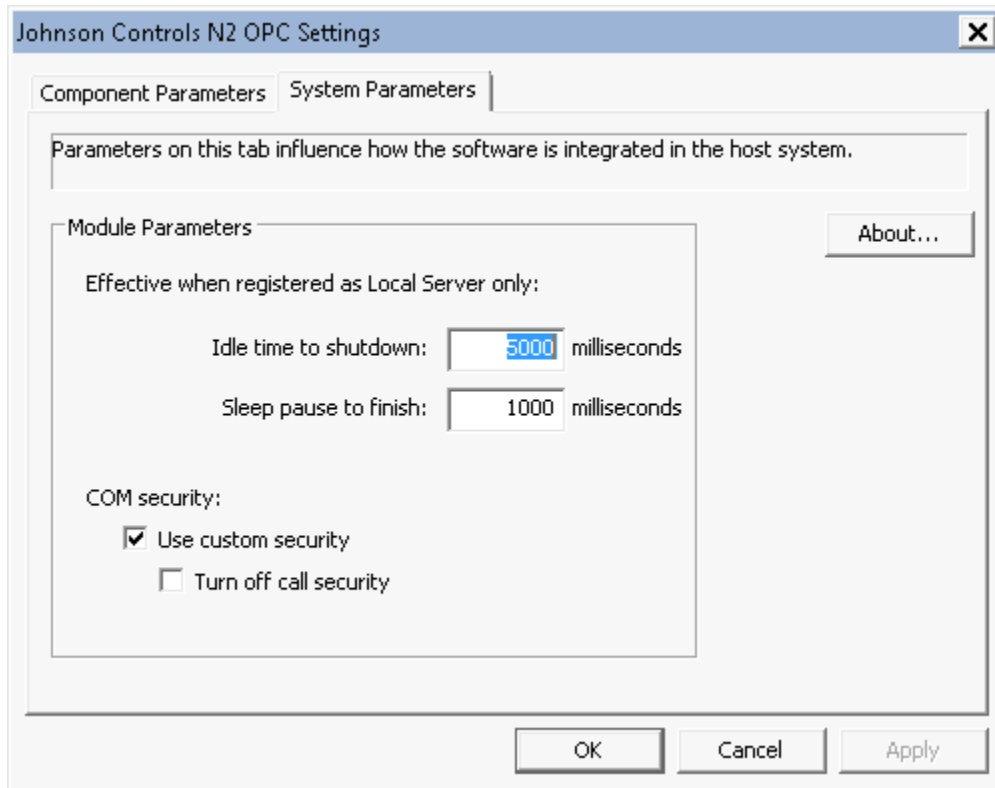 Johnson Controls N2 OPC Settings
Component Parameters
System Parameters
Parameters on this tab influence how the software is integrated in the host system.
Module Parameters
About...
Effective when registered as Local Server only:
Idle time to shutdown: 5000 milliseconds
Sleep pause to finish: 1000 milliseconds
COM security:
Use custom security
Turn off call security
OK Cancel Apply